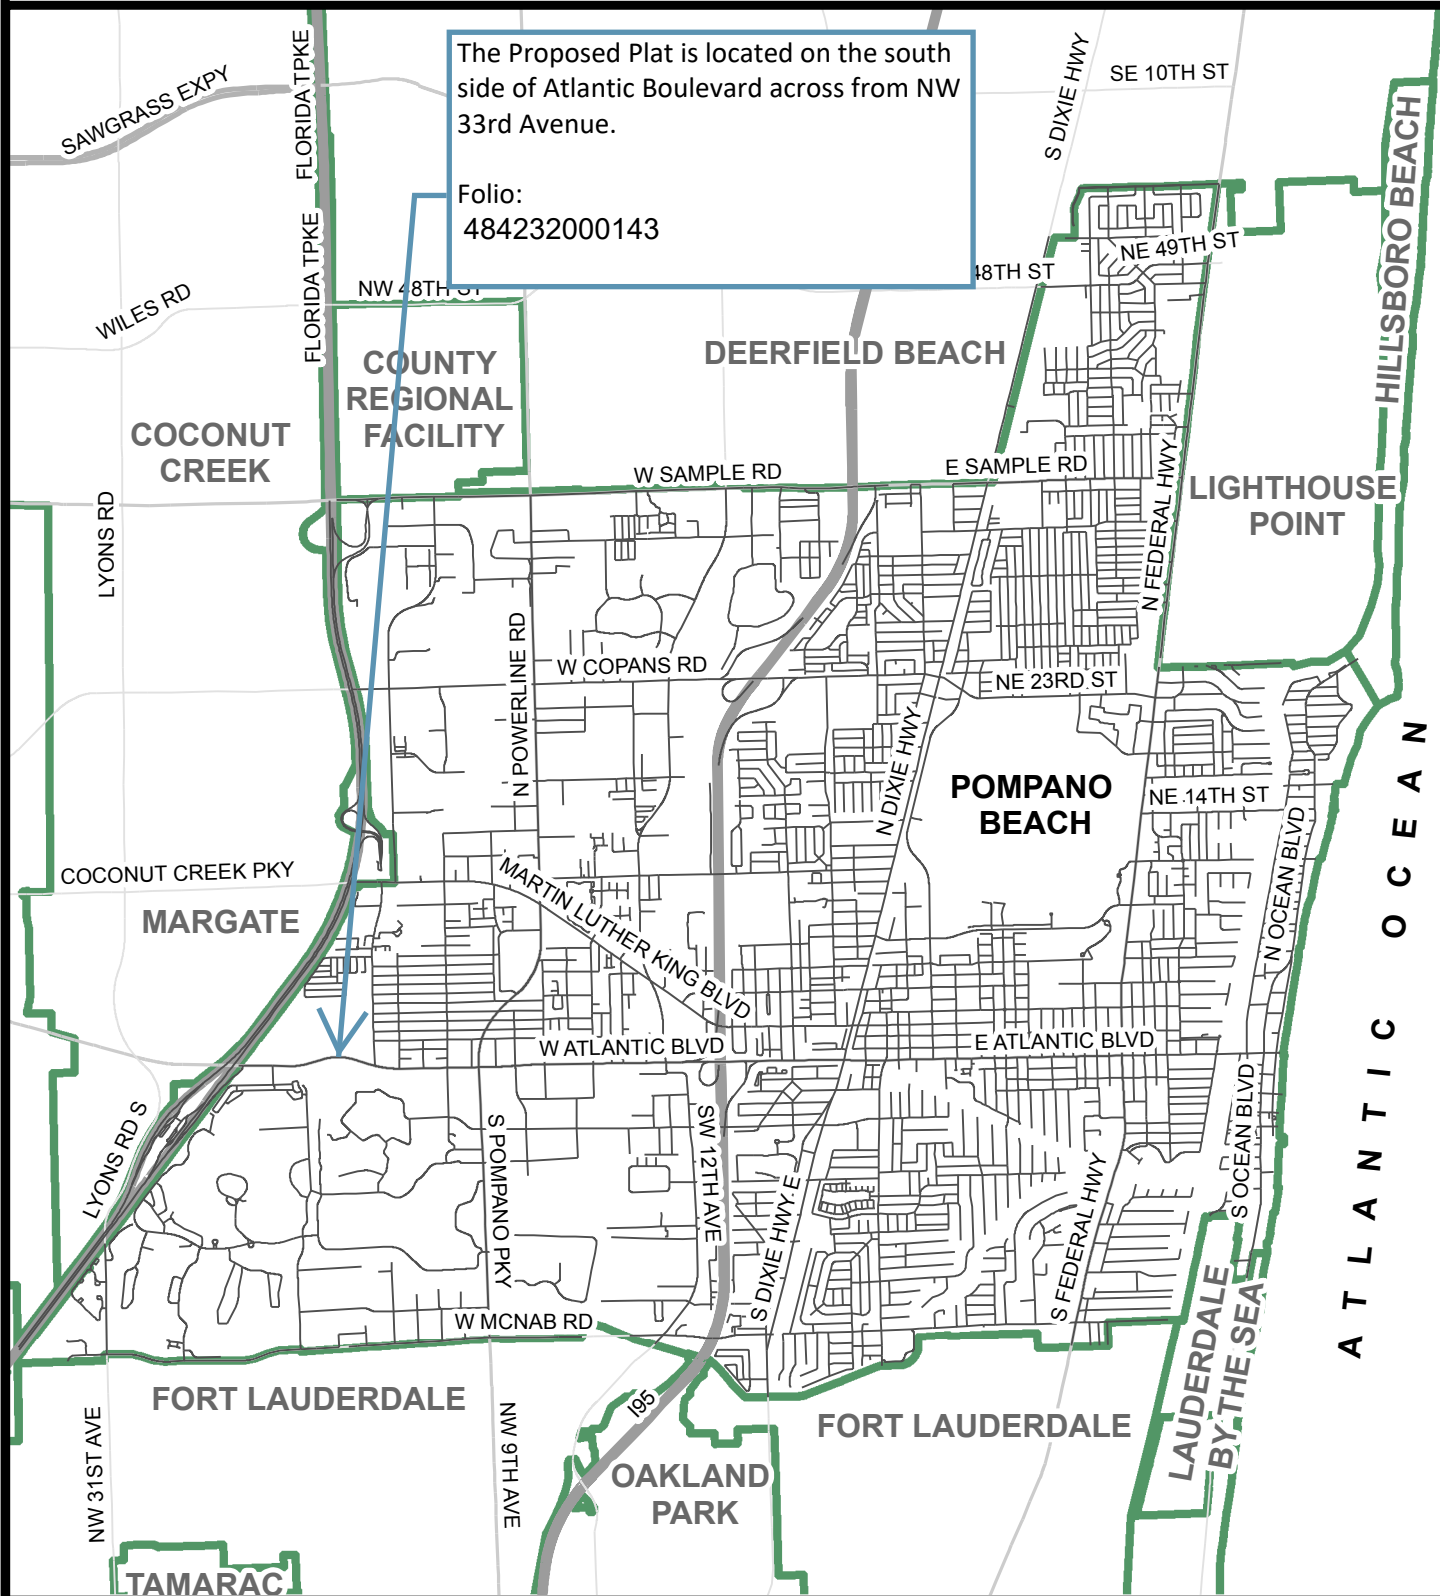 The Proposed Plat is located on the south
side of Atlantic Boulevard across from NW
33rd Avenue.
Folio:
484232000143
SAWGRASS EXPY
FLORIDA TPKE
FLORIDA TPKE
S DIXIE HWY
SE 10TH ST
HILLSBORO BEACH
NE 49TH ST
48TH ST
NW 48TH ST
WILES RD
COUNTY
REGIONAL
FACILITY
DEERFIELD BEACH
COCONUT
CREEK
W SAMPLE RD
E SAMPLE RD
LIGHTHOUSE
POINT
LYONS RD
N FEDERAL HWY
N POWERLINE RD
W COPANS RD
NE 23RD ST
N DIXIE HWY
POMPANO
BEACH
NE 14TH ST
N OCEAN BLVD
COCONUT CREEK PKY
MARGATE
MARTIN LUTHER KING BLVD
W ATLANTIC BLVD
E ATLANTIC BLVD
ATLANTIC OCEAN
LYONS RD S
S POMPANO PKY
SW 12TH AVE
S DIXIE HWY E
S FEDERAL HWY
S OCEAN BLVD
W MCNAB RD
LAUDERDALE
BY THE SEA
FORT LAUDERDALE
FORT LAUDERDALE
I95
NW 31ST AVE
NW 9TH AVE
OAKLAND
PARK
TAMARAC